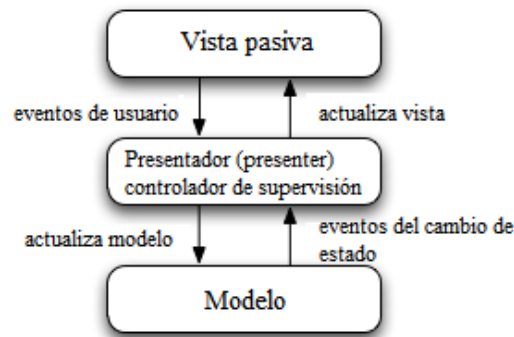 Vista pasiva
eventos de usuario
actualiza vista
Presentador (presenter)
controlador de supervisión
actualiza modelo
eventos del cambio de
estado
Modelo